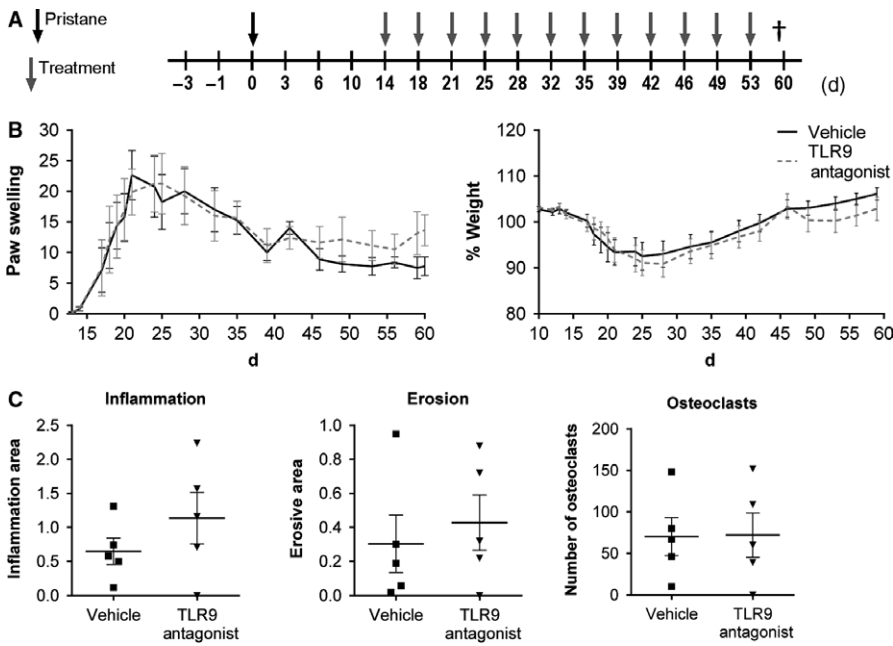 A
Pristane
Treatment
†
–3 –1 0 3 6 10 14 18 21 25 28 32 35 39 42 46 49 53 60 (d)
B
30
25
20
15
10
5
0
Paw swelling
15 20 25 30 35 40 45 50 55 60
d
120
110
100
90
80
% Weight
10 15 20 25 30 35 40 45 50 55 60
d
Vehicle
TLR9
antagonist
C
Inflammation
2.5
2.0
1.5
1.0
0.5
0.0
Inflammation area
Vehicle TLR9
antagonist
Erosion
1.0
0.8
0.6
0.4
0.2
0.0
Erosive area
Vehicle TLR9
antagonist
Osteoclasts
200
150
100
50
0
Number of osteoclasts
Vehicle TLR9
antagonist